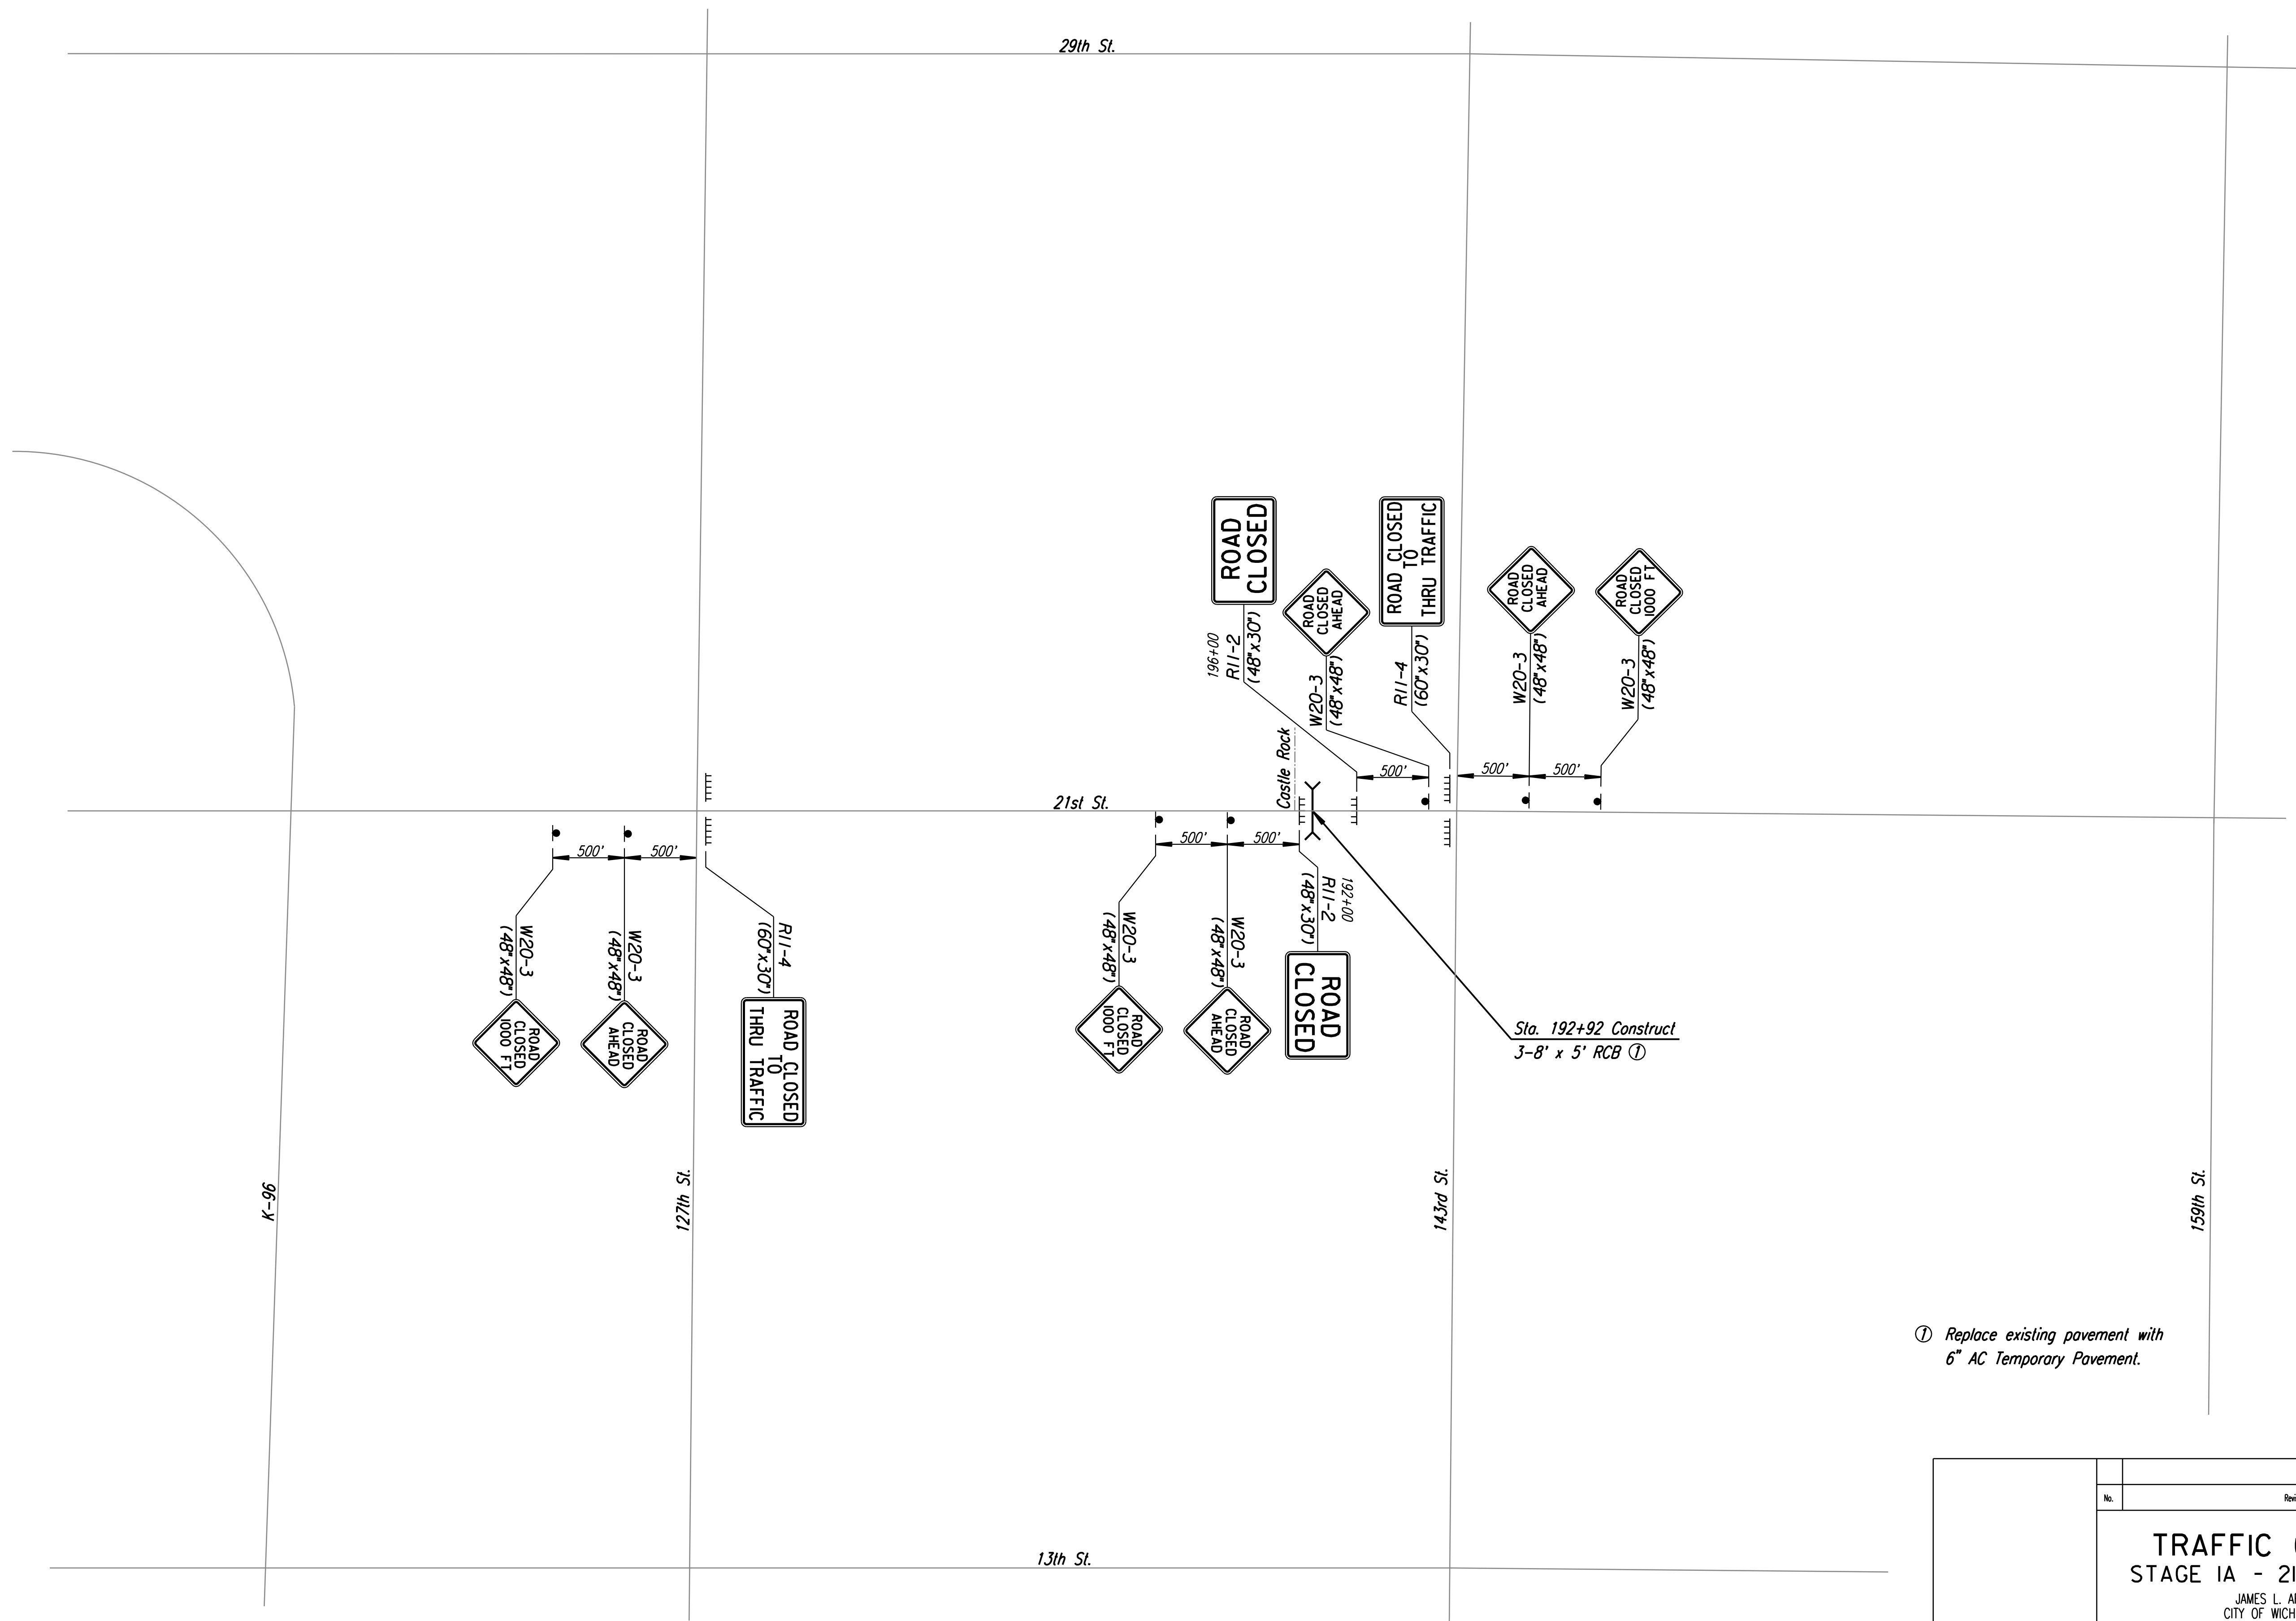 29th St.
ROAD
CLOSED
196+00
R11-2
(48"x30")
ROAD
CLOSED
AHEAD
W20-3
(48"x48")
ROAD CLOSED
TO
THRU TRAFFIC
R11-4
(60"x30")
ROAD
CLOSED
AHEAD
W20-3
(48"x48")
ROAD
CLOSED
1000 FT
W20-3
(48"x48")
Castle Rock
500'
500'
500'
21st St.
500'
500'
500'
500'
W20-3
(48"x48")
ROAD
CLOSED
1000 FT
W20-3
(48"x48")
ROAD
CLOSED
AHEAD
R11-4
(60"x30")
ROAD CLOSED
TO
THRU TRAFFIC
W20-3
(48"x48")
ROAD
CLOSED
1000 FT
W20-3
(48"x48")
ROAD
CLOSED
AHEAD
192+00
R11-2
(48"x30")
ROAD
CLOSED
Sta. 192+92 Construct
3-8' x 5' RCB ①
K-96
127th St.
143rd St.
159th St.
① Replace existing pavement with
6" AC Temporary Pavement.
13th St.
No.
TRAFFIC
STAGE 1A - 21
JAMES L.
CITY OF